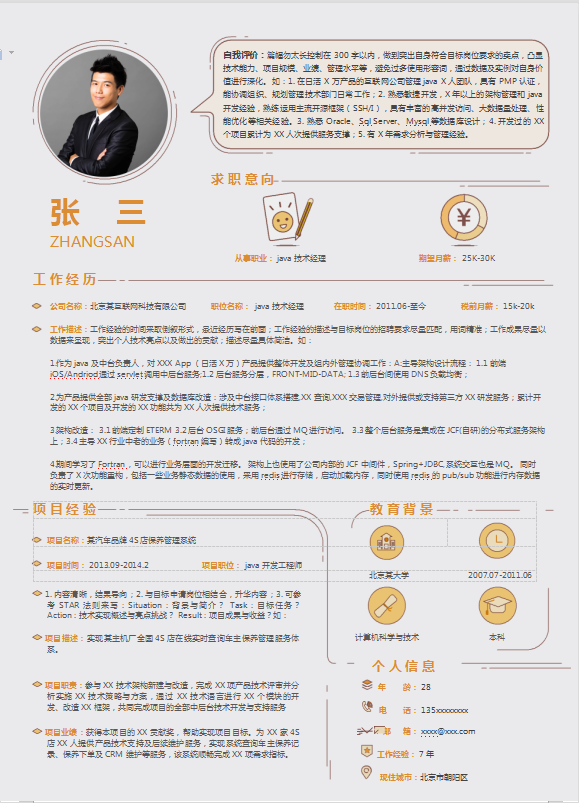 自我评价：篇幅勿太长控制在 300 字以内，做到突出自身符合目标岗位要求的卖点，凸显
技术能力、项目规模、业绩、管理水平等，避免过多使用形容词，通过数据及实例对自身价
值进行深化。 如：1. 在日活 X 万产品的互联网公司管理 java X 人团队，具有 PMP 认证，
能协调组织、规划管理技术部门日常工作；2. 熟悉敏捷开发，X 年以上的架构管理和 java
开发经验，熟练运用主流开源框架（SSH/I），具有丰富的高并发访问、大数据量处理、性
能优化等相关经验。3. 熟悉 Oracle、Sql Server、Mysql 等数据库设计；4. 开发过的 XX
个项目累计为 XX 人次提供服务支撑；5. 有 X 年需求分析与管理经验。
求职意向
张 三
ZHANGSAN
¥
从事职业： java 技术经理
期望月薪： 25K-30K
工作经历
公司名称：北京某互联网科技有限公司 职位名称： java 技术经理 在职时间： 2011.06-至今 税前月薪： 15k-20k
工作描述：工作经验的时间采取倒叙形式，最近经历写在前面；工作经验的描述与目标岗位的招聘要求尽量匹配，用词精准；工作成果尽量以
数据来呈现，突出个人技术亮点以及做出的贡献；描述尽量具体简洁。如：
1.作为 java 及中台负责人，对 XXX App （日活 X 万）产品提供整体开发及组内外管理协调工作：A:主导架构设计流程： 1.1 前端
iOS/Andriod通过 servlet调用中后台服务;1.2 后台服务分层，FRONT-MID-DATA; 1.3 前后台间使用 DNS负载均衡；
2.为产品提供全部 java 研发支撑及数据库改造：涉及中台接口体系搭建,XX 查询,XXX 交易管理,对外提供或支持第三方 XX 研发服务；累计开
发的 XX 个项目及开发的 XX 功能共为 XX 人次提供技术服务；
3.架构改造： 3.1 前端定制 ETERM 3.2 后台 OSGI 服务；前后台通过 MQ 进行访问。 3.3 整个后台服务是集成在 JCF(自研)的分布式服务架构
上；3.4 主导 XX 行业中老的业务（fortran 编写）转成 java 代码的开发；
4.期间学习了 Fortran ，可以进行业务层面的开发迁移。 架构上也使用了公司内部的 JCF 中间件，Spring+JDBC,系统交互也是 MQ。 同时
负责了 X 次功能重构，包括一些业务静态数据的使用，采用 redis 进行存储，启动加载内存，同时使用 redis 的 pub/sub 功能进行内存数据
的实时更新。
项目经验
项目名称：某汽车品牌 4S 店保养管理系统
项目时间： 2013.09-2014.2 项目职位： java 开发工程师
1. 内容清晰，结果导向；2. 与目标申请岗位相结合，升华内容；3. 可参
考 STAR 法则来写：Situation：背景与简介？ Task：目标任务？
Action：技术实现概述与亮点挑战？ Result：项目成果与收益？如：
项目描述：实现某主机厂全国 4S 店在线实时查询车主保养管理服务体
系。
项目职责：参与 XX 技术架构新建与改造，完成 XX 项产品技术评审并分
析实施 XX 技术策略与方案，通过 XX 技术语言进行 XX 个模块的开
发、改造 XX 框架，共同完成项目的全部中后台技术开发与支持服务
项目业绩：获得本项目的 XX 贡献奖，帮助实现项目目标。为 XX 家 4S
店 XX 人提供产品技术支持及后续维护服务，实现系统查询车主保养记
录、保养下单及 CRM 维护等服务，该系统顺畅完成 XX 项需求指标。
教育背景
北京某大学
2007.07-2011.06
计算机科学与技术
本科
个人信息
年 龄：28
电 话：135xxxxxxxx
邮 箱：xxxx@xxx.com
工作经验：7 年
现住城市：北京市朝阳区